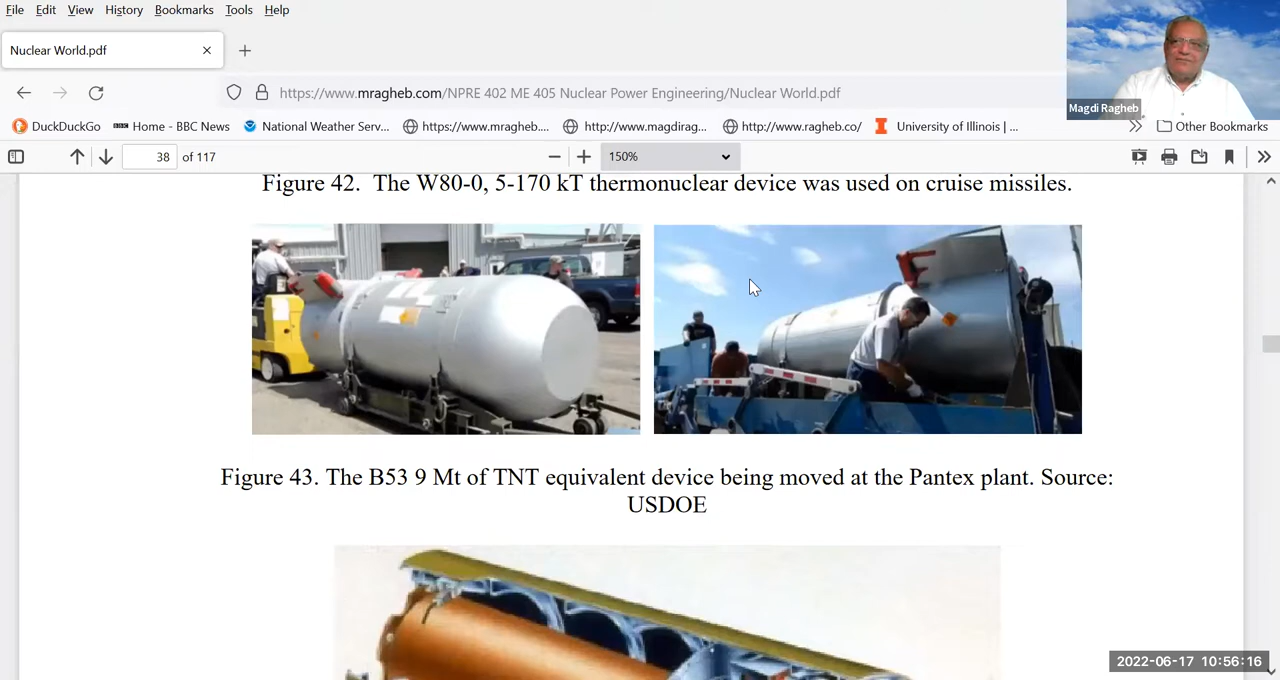 File Edit View History Bookmarks Tools Help
Nuclear World.pdf
https://www.mragheb.com/NPRE 402 ME 405 Nuclear Power Engineering/Nuclear World.pdf
Magdi Ragheb
DuckDuckGo BBC Home - BBC News National Weather Serv... https://www.mragheb.... http://www.magdirag... http://www.ragheb.co/ I University of Illinois | ... Other Bookmarks
38 of 117 150%
Figure 42. The W80-0, 5-170 kT thermonuclear device was used on cruise missiles.
Figure 43. The B53 9 Mt of TNT equivalent device being moved at the Pantex plant. Source:
USDOE
2022-06-17 10:56:16